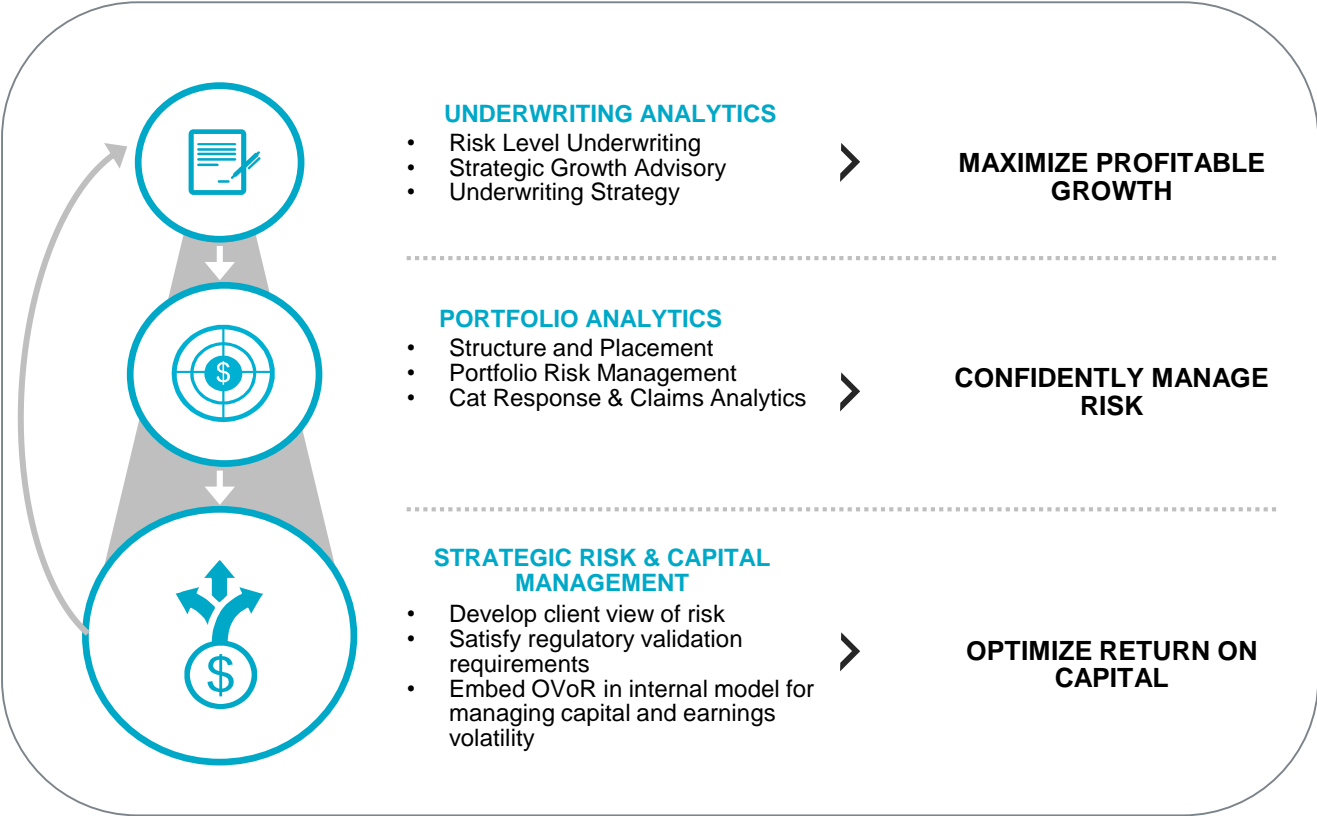 UNDERWRITING ANALYTICS
• Risk Level Underwriting
• Strategic Growth Advisory
• Underwriting Strategy
MAXIMIZE PROFITABLE
GROWTH
$
PORTFOLIO ANALYTICS
• Structure and Placement
• Portfolio Risk Management
• Cat Response & Claims Analytics
CONFIDENTLY MANAGE
RISK
$
STRATEGIC RISK & CAPITAL
MANAGEMENT
• Develop client view of risk
• Satisfy regulatory validation
requirements
• Embed OVoR in internal model for
managing capital and earnings
volatility
OPTIMIZE RETURN ON
CAPITAL